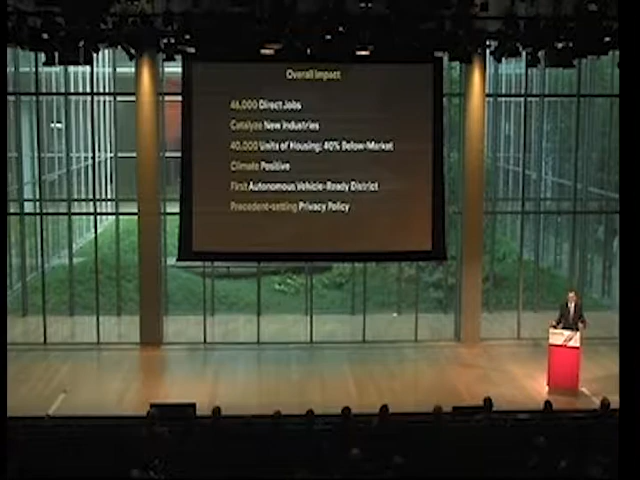 Overall Impact
46,000 Direct Jobs
Catalyze New Industries
40,000 Units of Housing; 40% Below-Market
Climate Positive
First Autonomous Vehicle-Ready District
Precedent-setting Privacy Policy